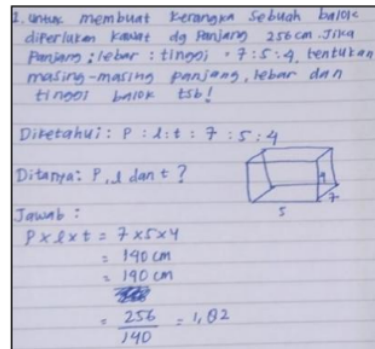 1. untuk membuat kerangka sebuah balok
diperlukan kawat dg panjang 256 cm. Jika
Panjang : lebar : tinggi = 7 : 5 : 4. tentukan
masing-masing panjang, lebar dan
tinggi balok tsb!
Diketahui : P : l : t : 7 : 5 : 4
Ditanya : P, l dan t ?
4
7
5
Jawab :
P x l x t = 7 x 5 x 4
= 140 cm
= 140 cm
= 256/140 = 1,82